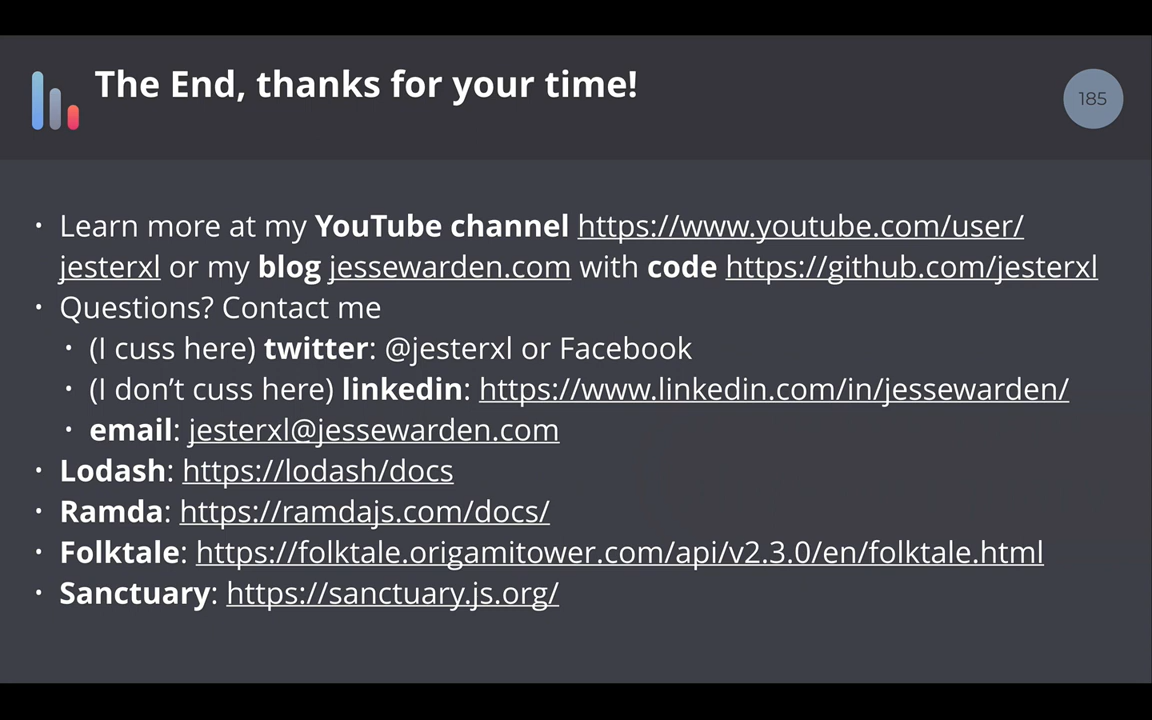 The End, thanks for your time!
185
• Learn more at my YouTube channel https://www.youtube.com/user/
jesterxl or my blog jessewarden.com with code https://github.com/jesterxl
• Questions? Contact me
• (I cuss here) twitter: @jesterxl or Facebook
• (I don’t cuss here) linkedin: https://www.linkedin.com/in/jessewarden/
• email: jesterxl@jessewarden.com
• Lodash: https://lodash/docs
• Ramda: https://ramdajs.com/docs/
• Folktale: https://folktale.origamitower.com/api/v2.3.0/en/folktale.html
• Sanctuary: https://sanctuary.js.org/